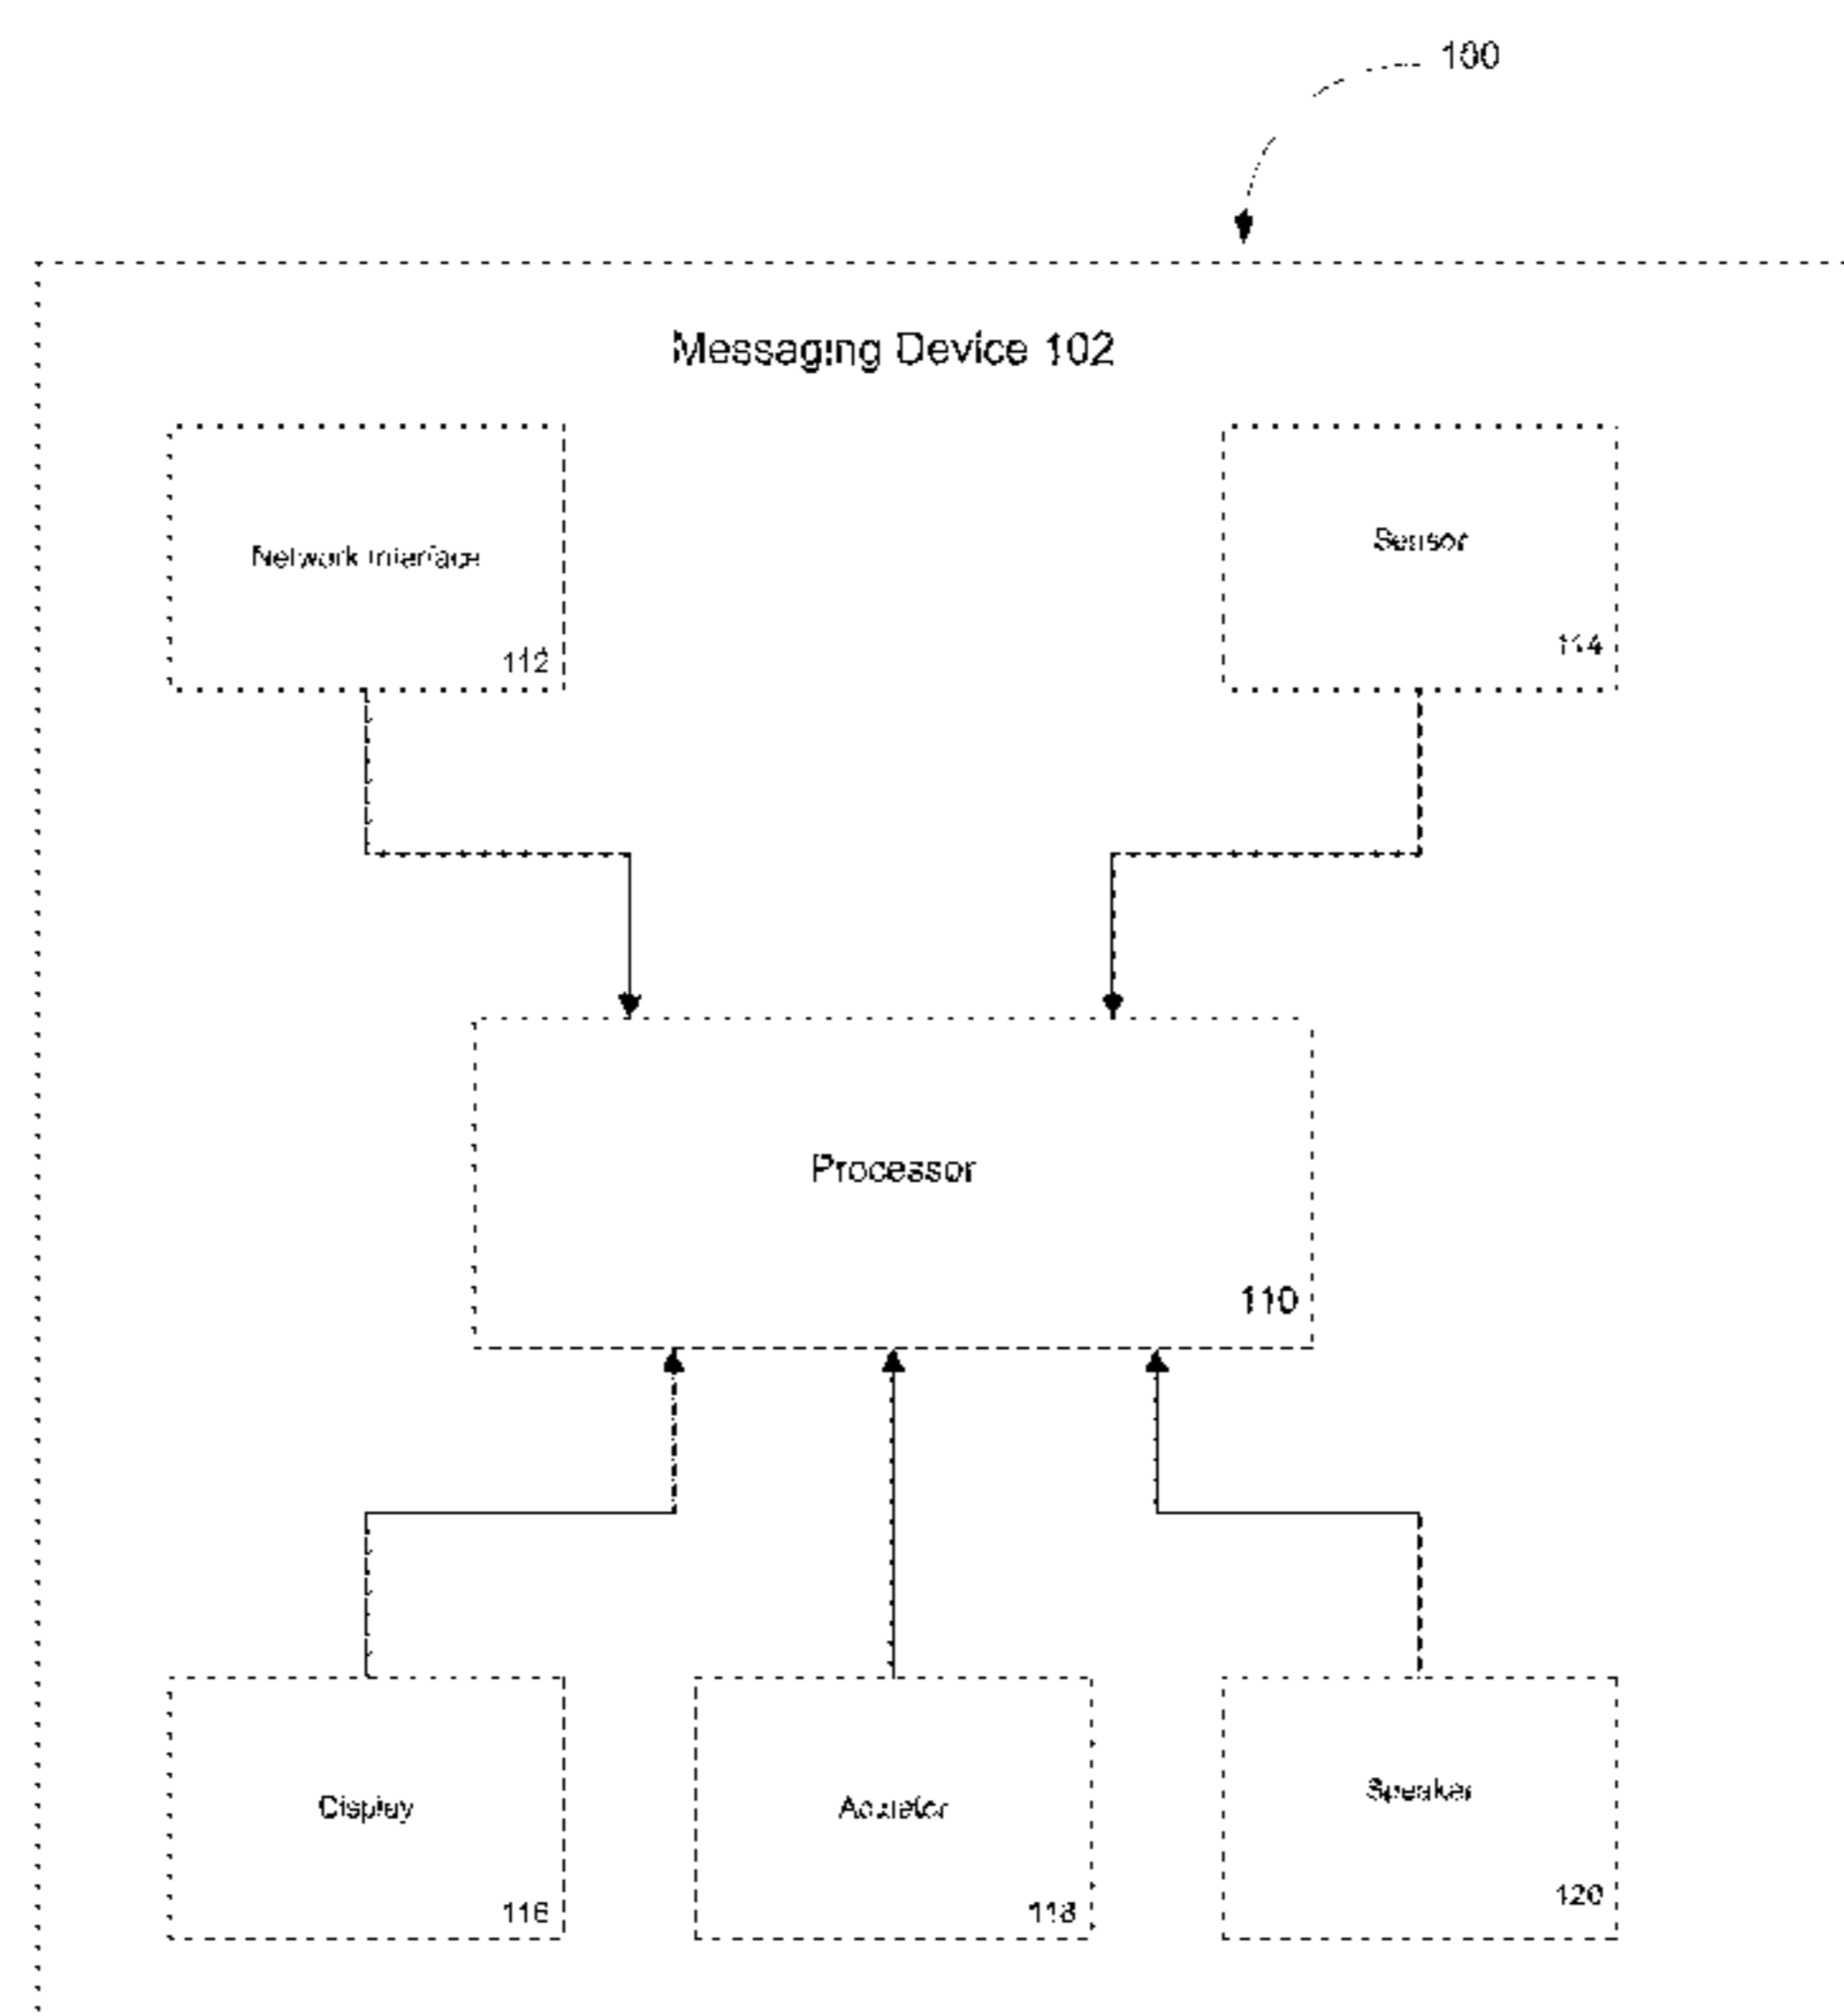 100
Messaging Device 102
Network Interface
112
Sensor
114
Processor
110
Display
116
Actuator
118
Speaker
120